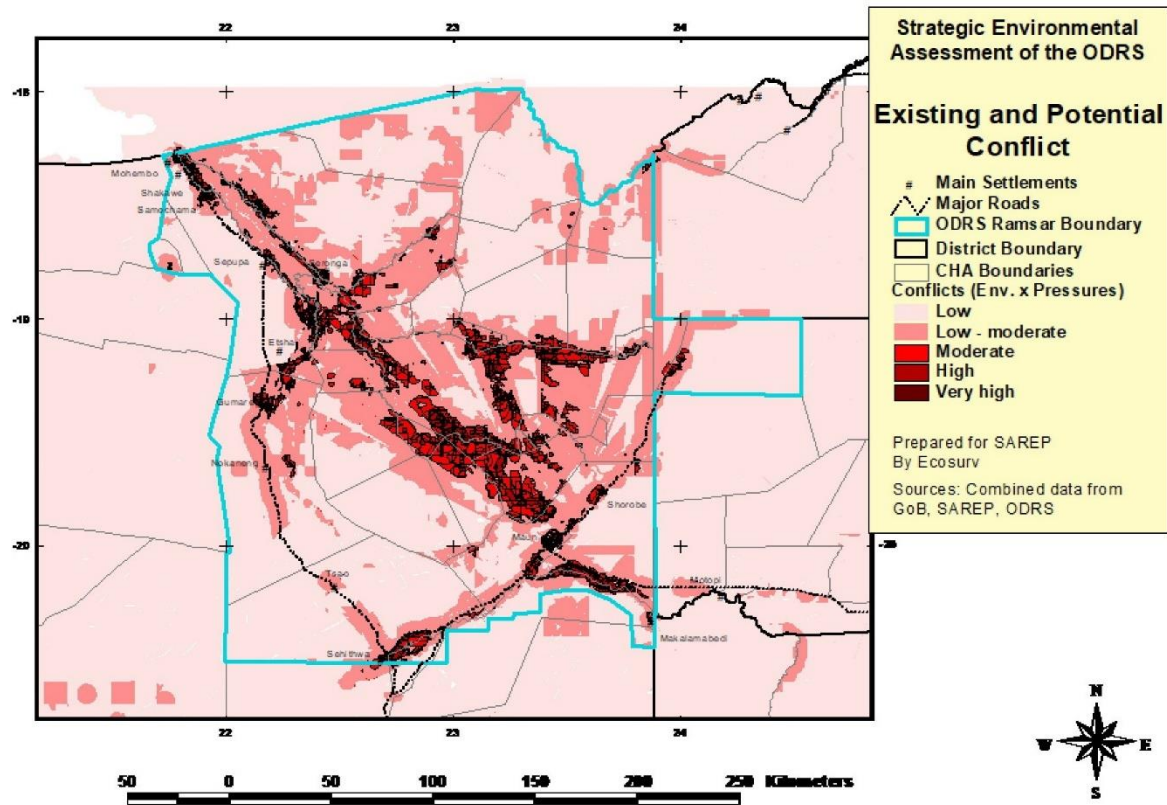 Strategic Environmental
Assessment of the ODRS
Existing and Potential
Conflict
# Main Settlements
Major Roads
ODRS Ramsar Boundary
District Boundary
CHA Boundaries
Conflicts (Env. x Pressures)
Low
Low - moderate
Moderate
High
Very high
Prepared for SAREP
By Ecosurv
Sources: Combined data from
GoB, SAREP, ODRS
22 23 24
-18
Mohembo
Shakawe
Samochama
Sepupa
Seronga
-19
-19
Etsha
Gumare
Nokaneng
Shorobe
Maun
-20
Tsao
Motopi
Sehithwa
Makalamabedi
22 23 24
N
W E
S
50 0 50 100 150 200 250 Kilometers